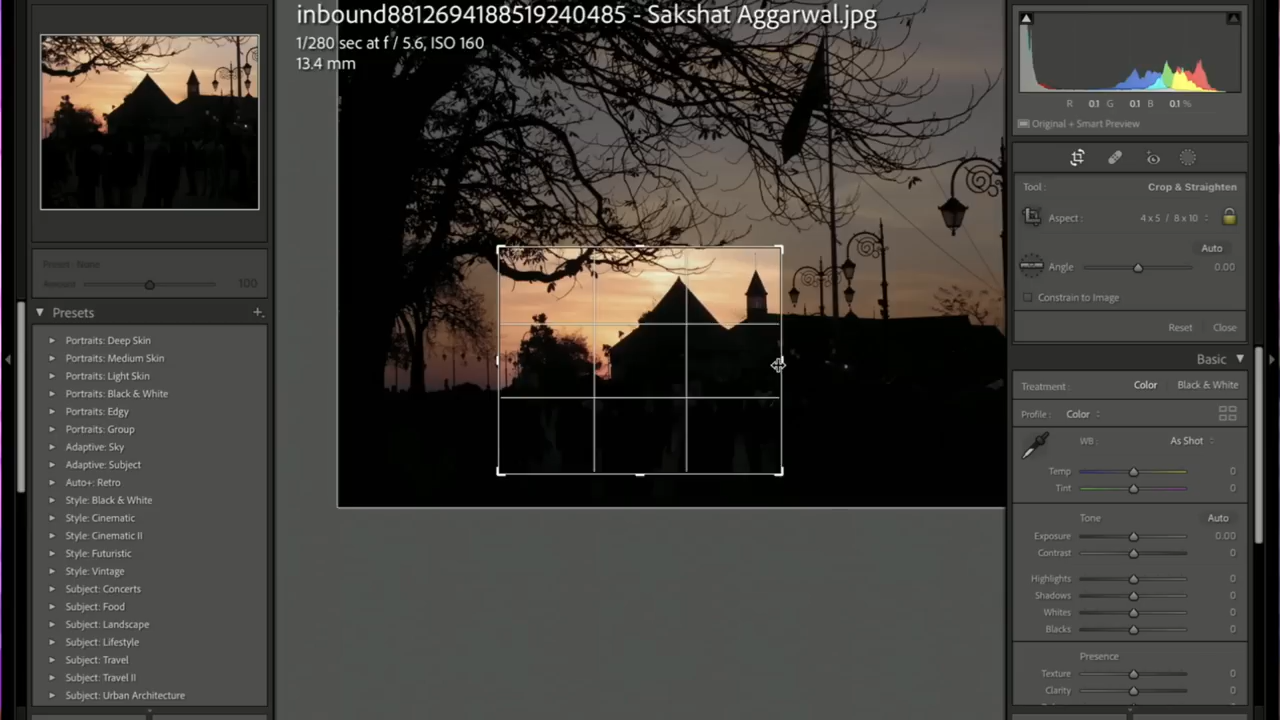 inbound8812694188519240485 - Sakshat Aggarwal.jpg
1/280 sec at f / 5.6, ISO 160
13.4 mm
Preset: None
Amount 100
Presets +
Portraits: Deep Skin
Portraits: Medium Skin
Portraits: Light Skin
Portraits: Black & White
Portraits: Edgy
Portraits: Group
Adaptive: Sky
Adaptive: Subject
Auto+: Retro
Style: Black & White
Style: Cinematic
Style: Cinematic II
Style: Futuristic
Style: Vintage
Subject: Concerts
Subject: Food
Subject: Landscape
Subject: Lifestyle
Subject: Travel
Subject: Travel II
Subject: Urban Architecture
R 0.1 G 0.1 B 0.1 %
Original + Smart Preview
Tool : Crop & Straighten
Aspect : 4 x 5 / 8 x 10 :
Auto
Angle 0.00
Constrain to Image
Reset Close
Basic
Treatment : Color Black & White
Profile : Color :
WB : As Shot :
Temp 0
Tint 0
Tone Auto
Exposure 0.00
Contrast 0
Highlights 0
Shadows 0
Whites 0
Blacks 0
Presence
Texture 0
Clarity 0